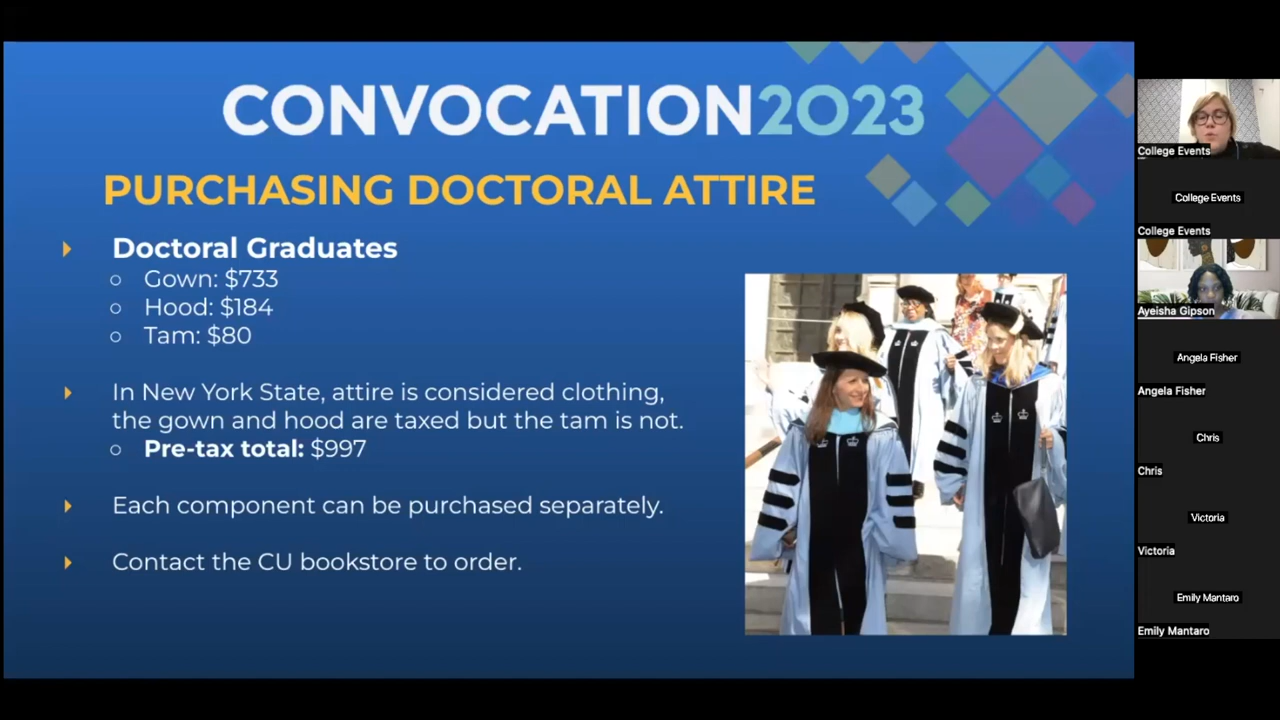 CONVOCATION2023
PURCHASING DOCTORAL ATTIRE
Doctoral Graduates
Gown: $733
Hood: $184
Tam: $80
In New York State, attire is considered clothing,
the gown and hood are taxed but the tam is not.
Pre-tax total: $997
Each component can be purchased separately.
Contact the CU bookstore to order.
College Events
College Events
College Events
Ayeisha Gipson
Angela Fisher
Angela Fisher
Chris
Chris
Victoria
Victoria
Emily Mantaro
Emily Mantaro